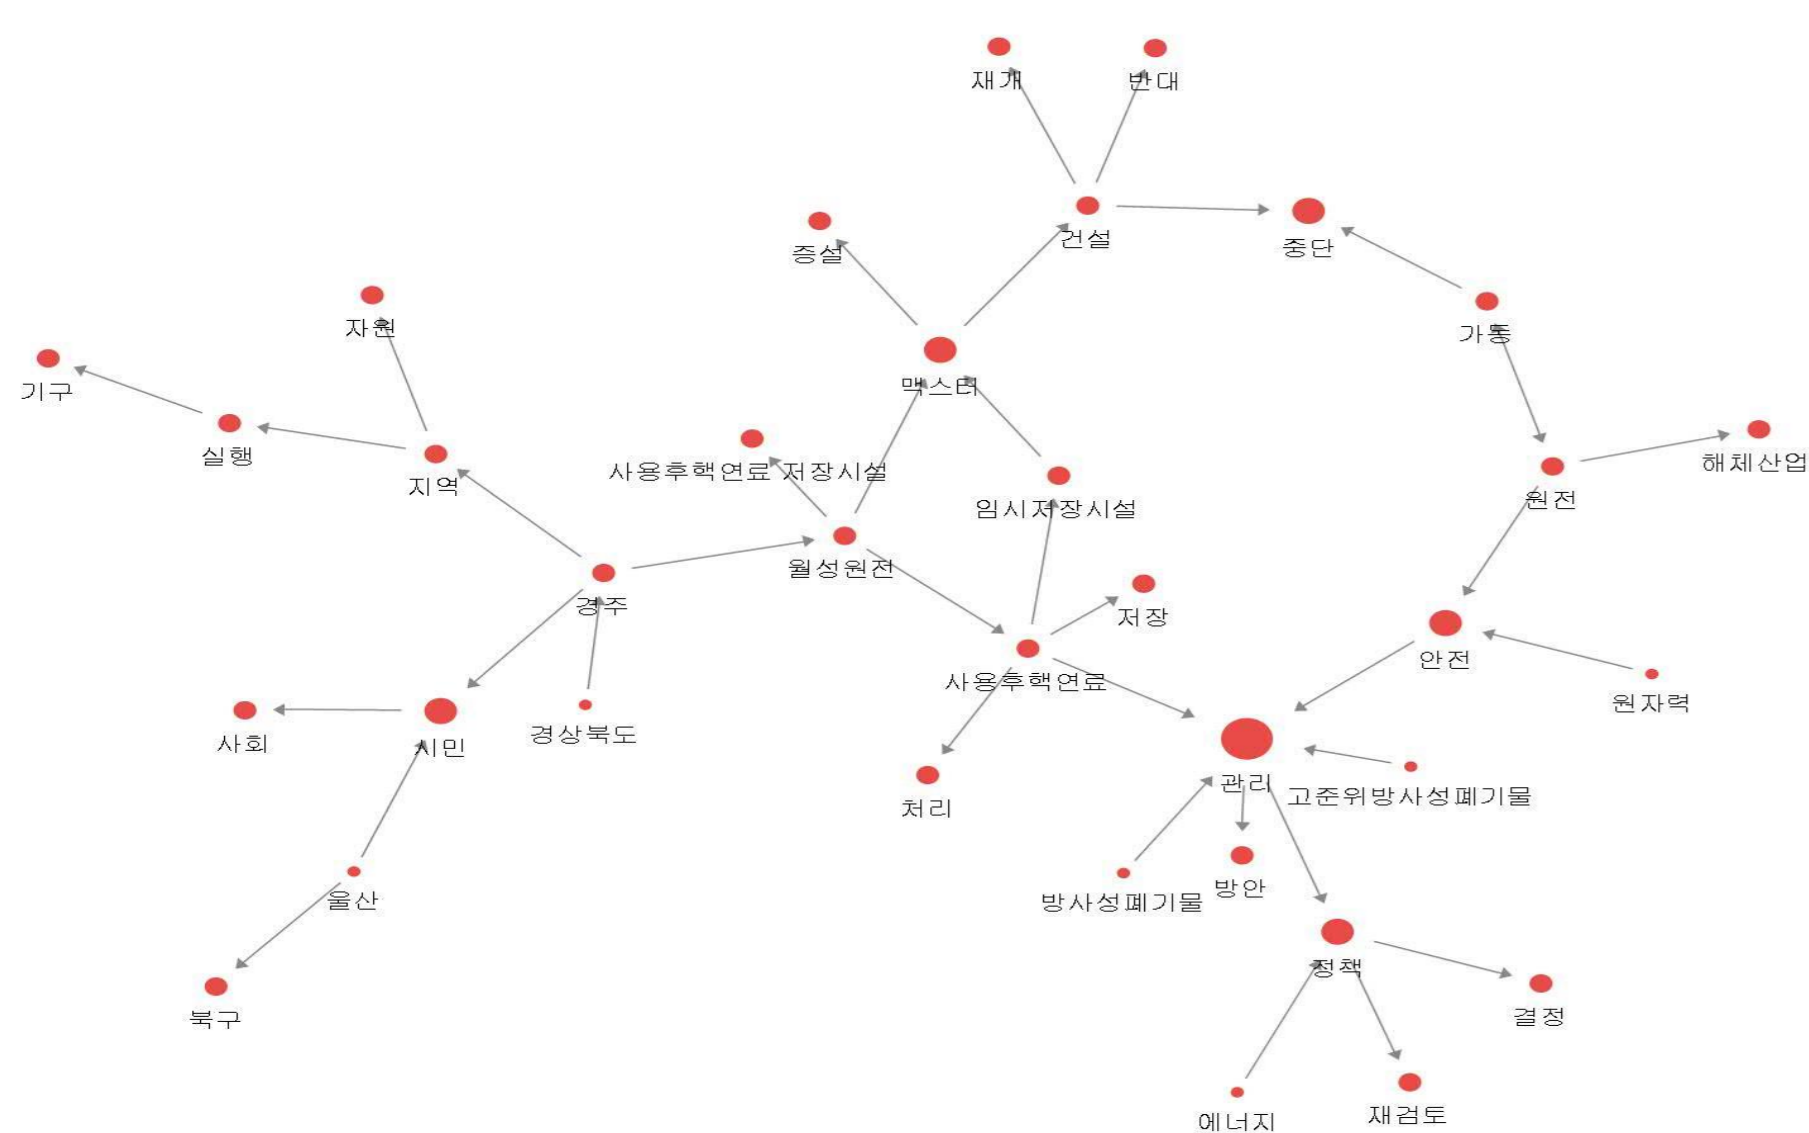 재개
반대
건설
중단
증설
자원
가동
기구
맥스터
실행
사용후핵연료 저장시설
해체산업
지역
임시저장시설
원전
월성원전
경주
저장
안전
사용후핵연료
원자력
사회
시민
경상북도
관리
고준위방사성폐기물
처리
방안
방사성폐기물
울산
정책
북구
결정
재검토
에너지